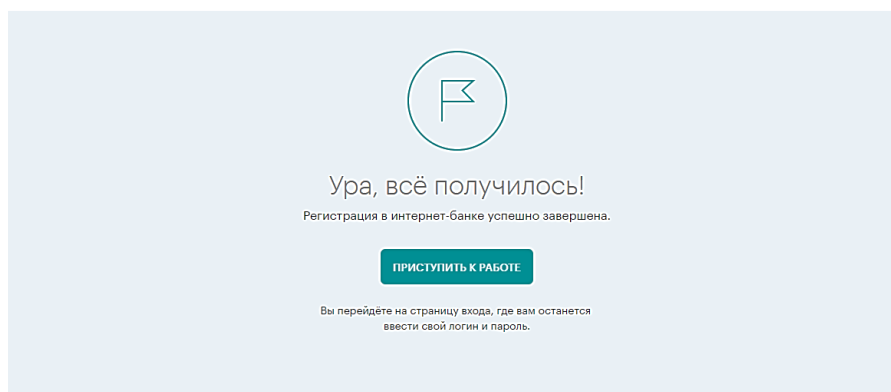 Ура, всё получилось!
Регистрация в интернет-банке успешно завершена.
ПРИСТУПИТЬ К РАБОТЕ
Вы перейдёте на страницу входа, где вам останется
ввести свой логин и пароль.